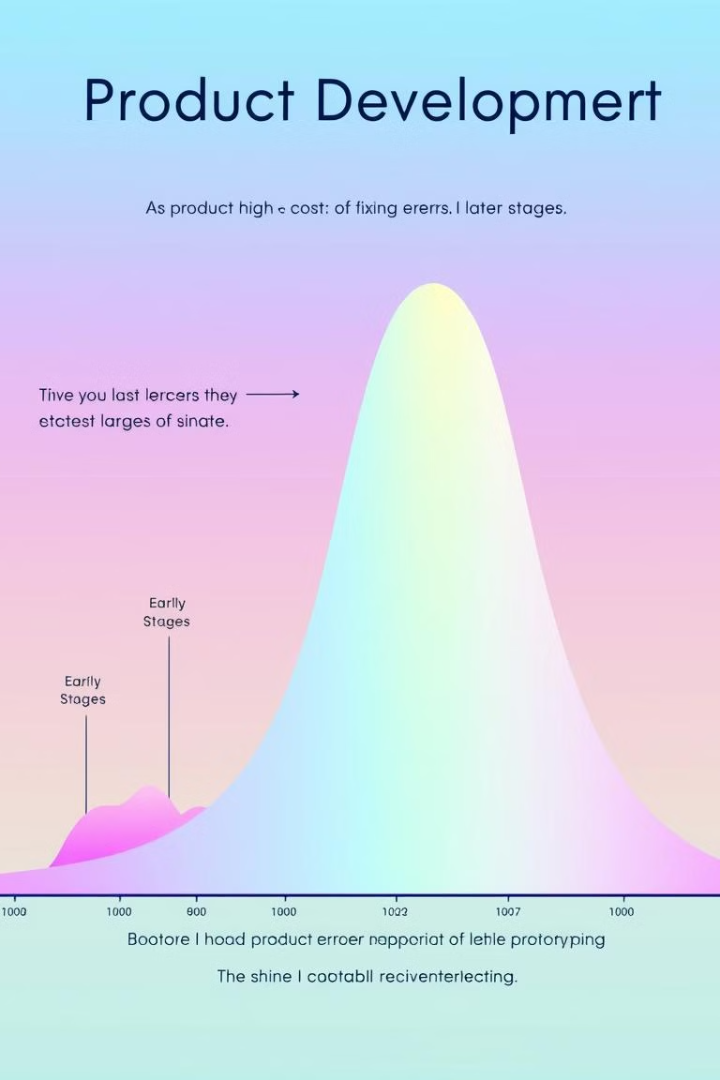 Product Developmert
As product high - cost: of fixing ererrs. I later stages.
Tive you last lercers they
etctest larges of sinate.
Earlly
Stages
Earlly
Stages
1000 1000 900 1000 1022 1007 1000
Bootore I hoad product erroer napporiat of lehle protoryping
The shine I caotabll reciventerlecting.